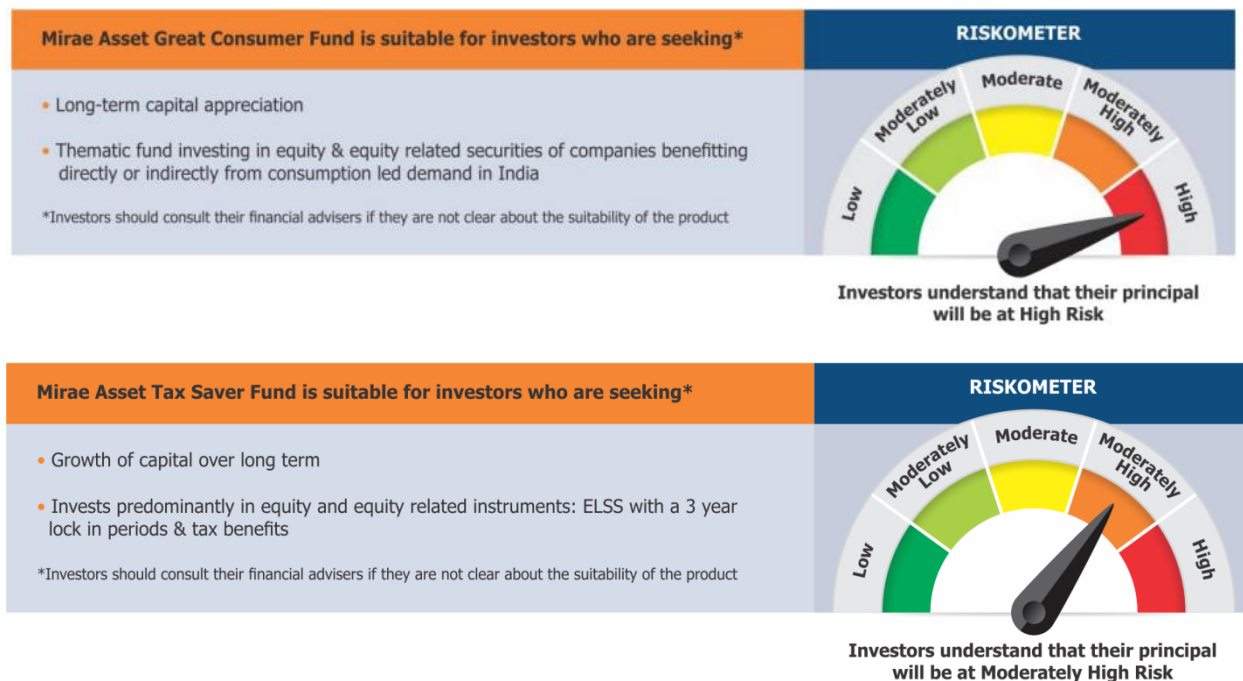 Mirae Asset Great Consumer Fund is suitable for investors who are seeking*
• Long-term capital appreciation
• Thematic fund investing in equity & equity related securities of companies benefitting
directly or indirectly from consumption led demand in India
*Investors should consult their financial advisers if they are not clear about the suitability of the product
RISKOMETER
Low
Moderately
Low
Moderate
Moderately
High
High
Investors understand that their principal
will be at High Risk
Mirae Asset Tax Saver Fund is suitable for investors who are seeking*
• Growth of capital over long term
• Invests predominantly in equity and equity related instruments: ELSS with a 3 year
lock in periods & tax benefits
*Investors should consult their financial advisers if they are not clear about the suitability of the product
RISKOMETER
Low
Moderately
Low
Moderate
Moderately
High
High
Investors understand that their principal
will be at Moderately High Risk